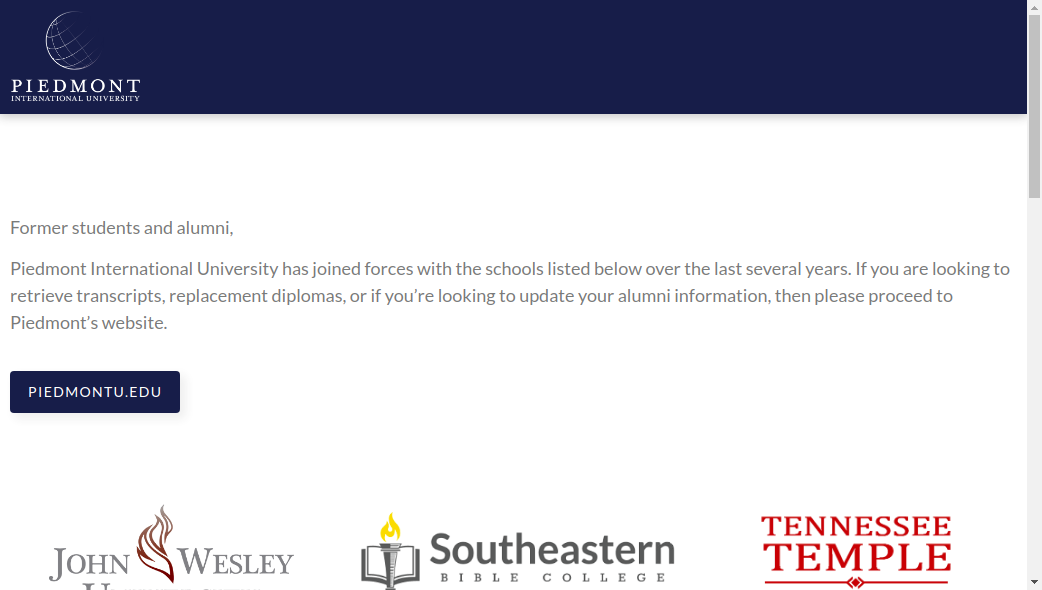 PIEDMONT
INTERNATIONAL UNIVERSITY
Former students and alumni,
Piedmont International University has joined forces with the schools listed below over the last several years. If you are looking to
retrieve transcripts, replacement diplomas, or if you’re looking to update your alumni information, then please proceed to
Piedmont’s website.
PIEDMONTU.EDU
JOHN WESLEY
Southeastern
BIBLE COLLEGE
TENNESSEE
TEMPLE